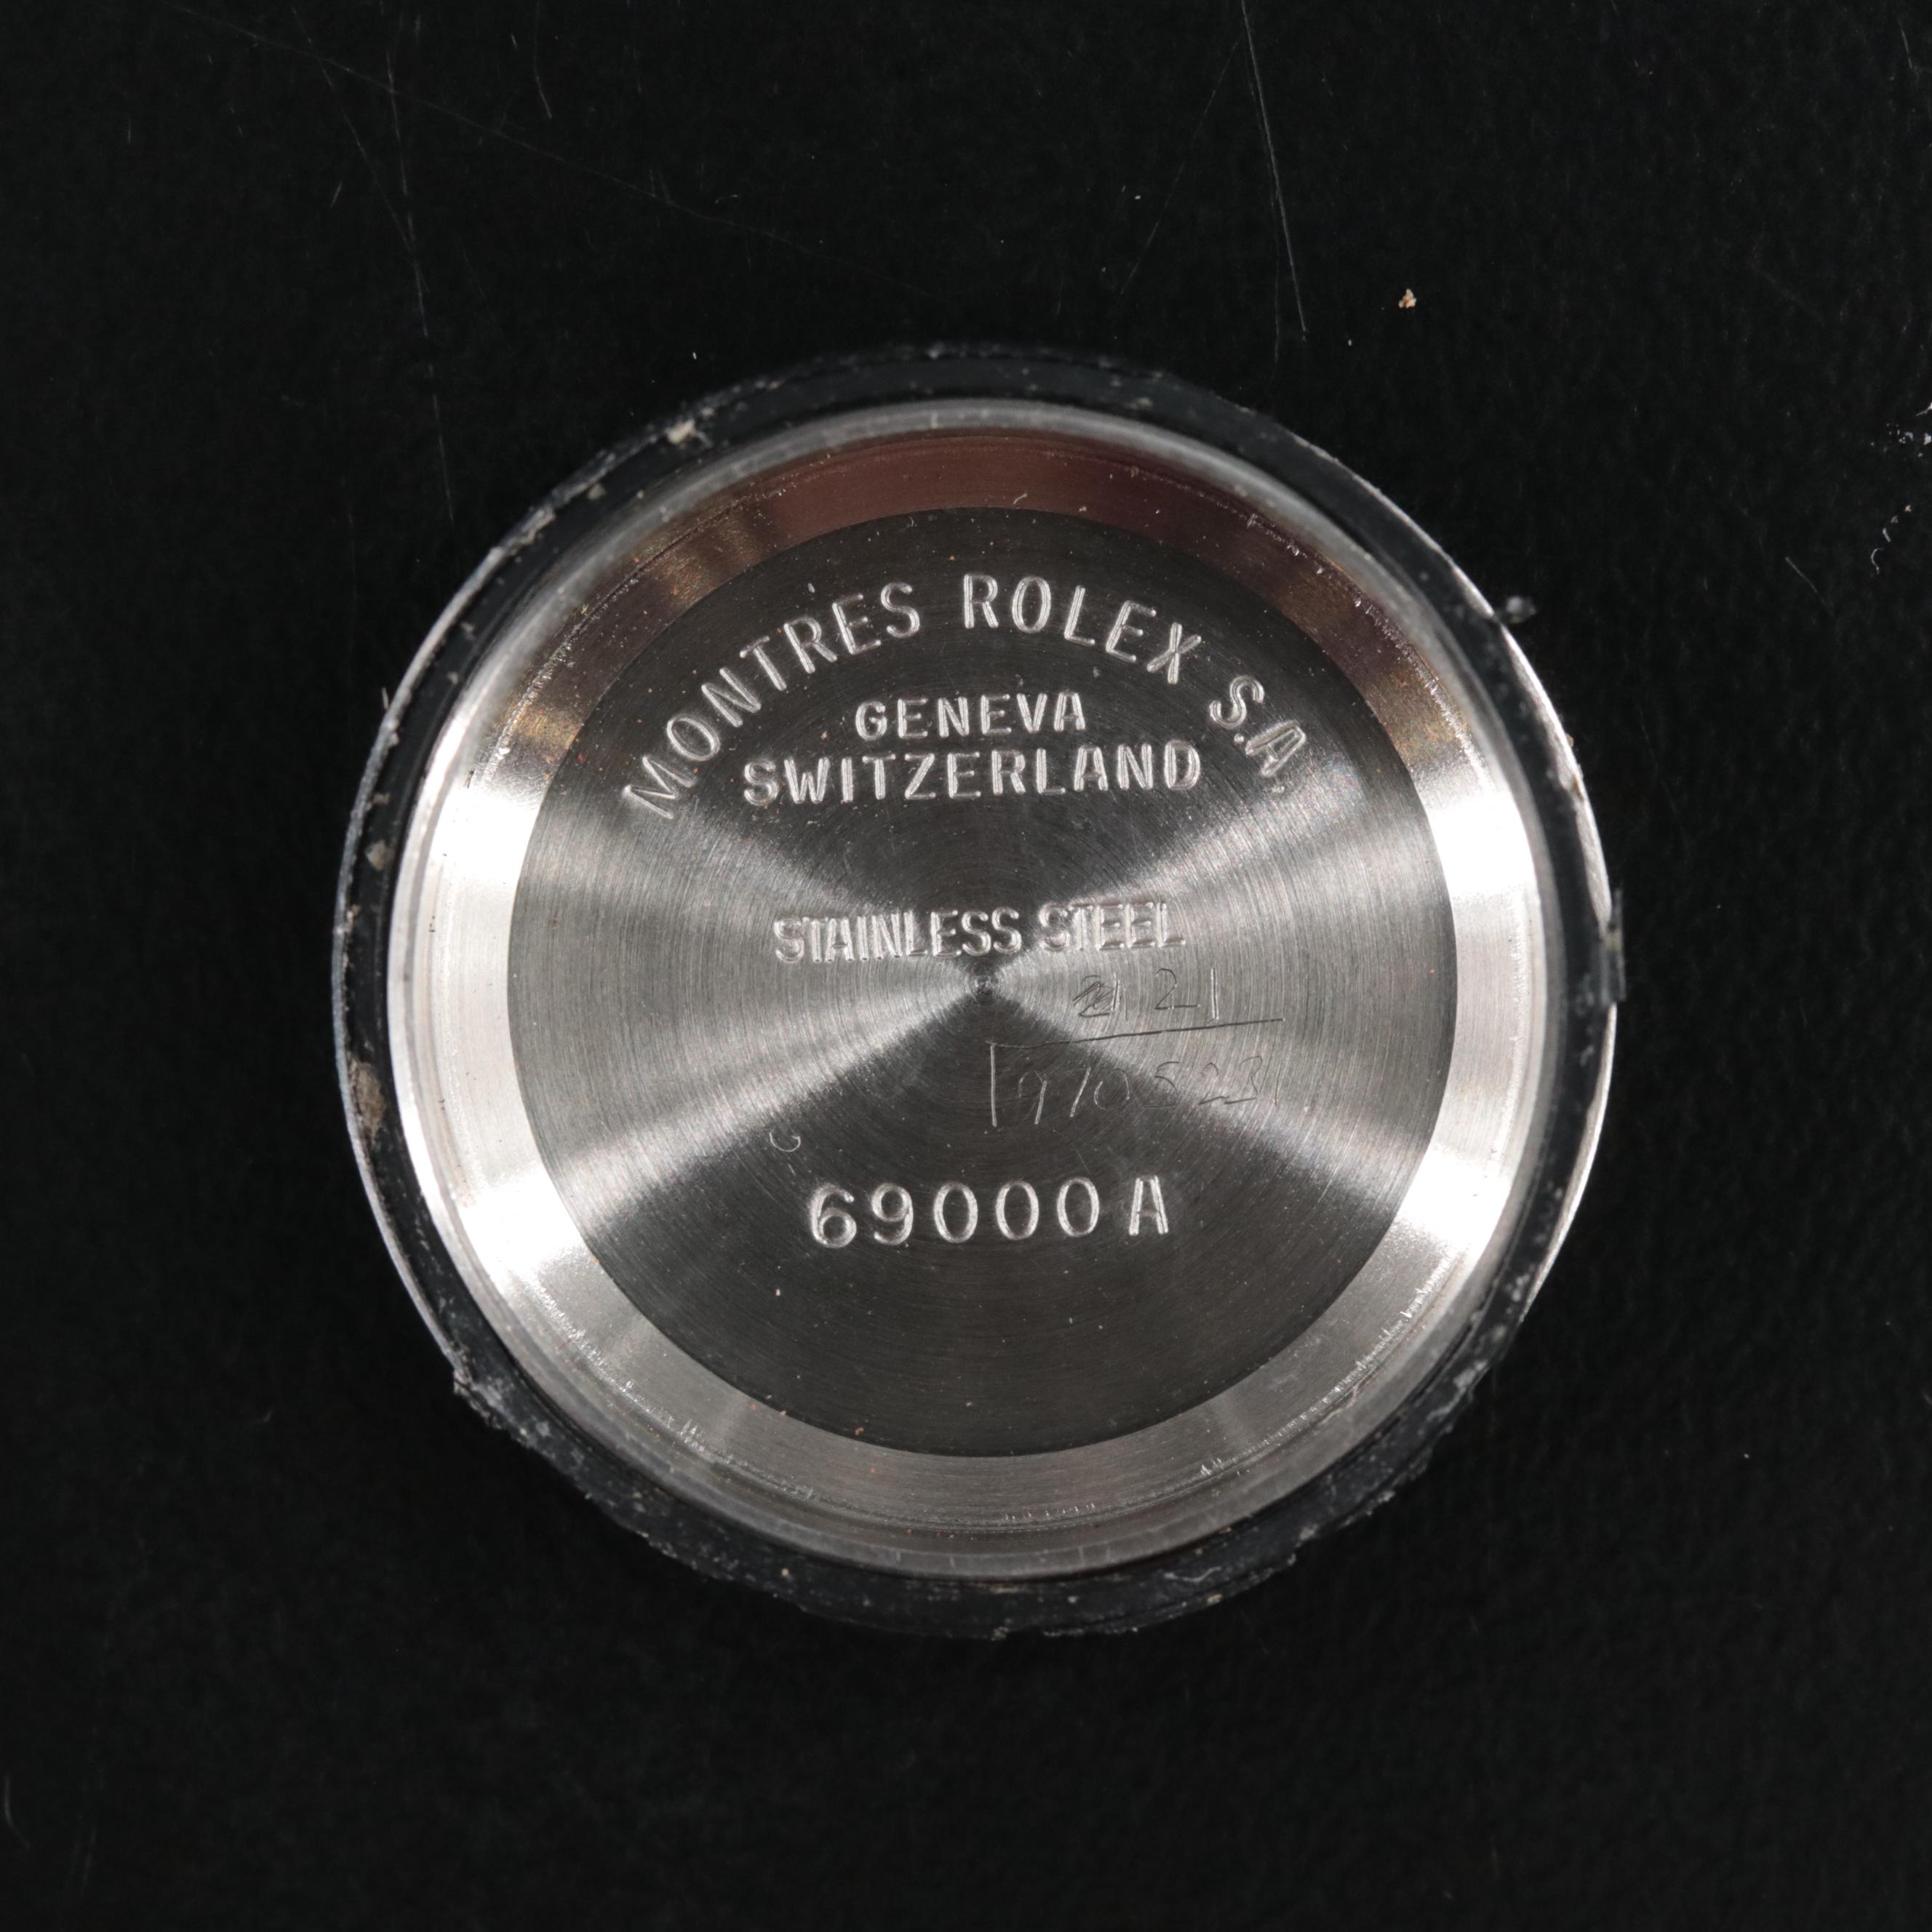 MONTRES ROLEX S.A.
GENEVA
SWITZERLAND
STAINLESS STEEL
69000A